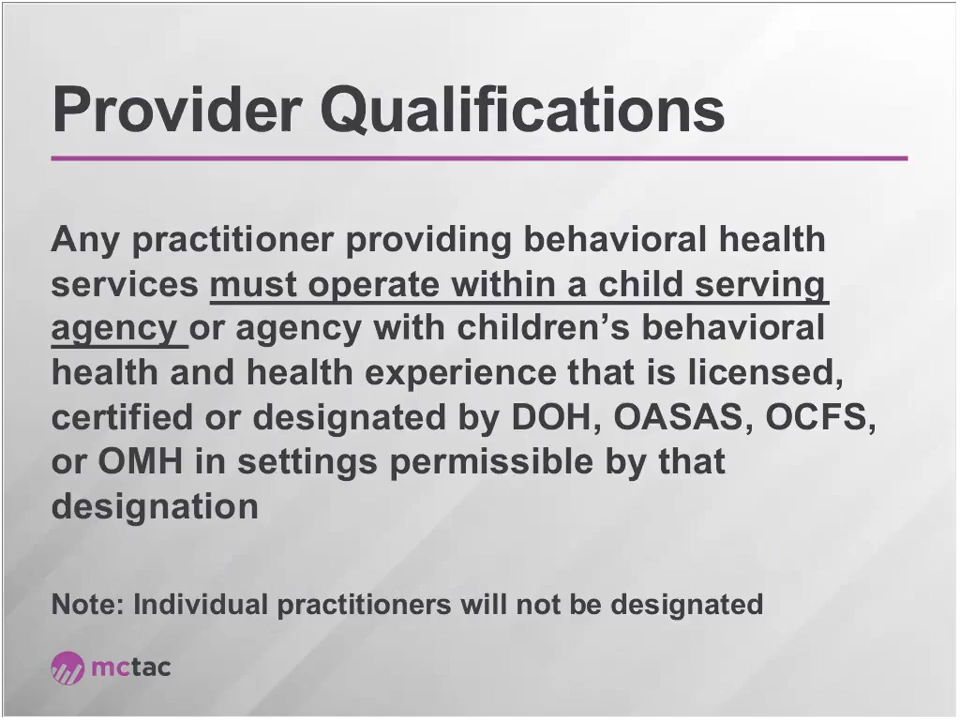 Provider Qualifications
Any practitioner providing behavioral health
services must operate within a child serving
agency or agency with children’s behavioral
health and health experience that is licensed,
certified or designated by DOH, OASAS, OCFS,
or OMH in settings permissible by that
designation
Note: Individual practitioners will not be designated
mctac